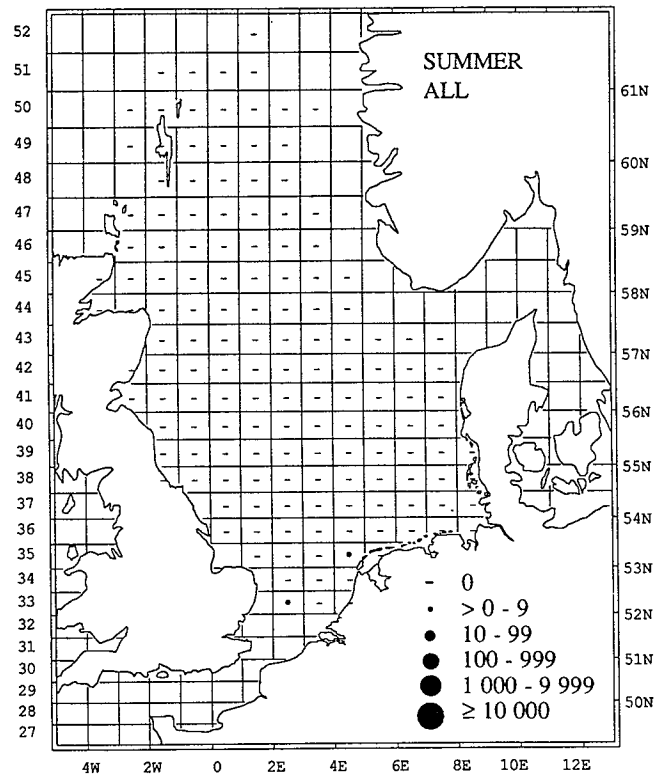 SUMMER
ALL
52
51
50
49
48
47
46
45
44
43
42
41
40
39
38
37
36
35
34
33
32
31
30
29
28
27
61N
60N
59N
58N
57N
56N
55N
54N
53N
52N
51N
50N
- 0
> 0 - 9
10 - 99
100 - 999
1 000 - 9 999
≥ 10 000
4W 2W 0 2E 4E 6E 8E 10E 12E